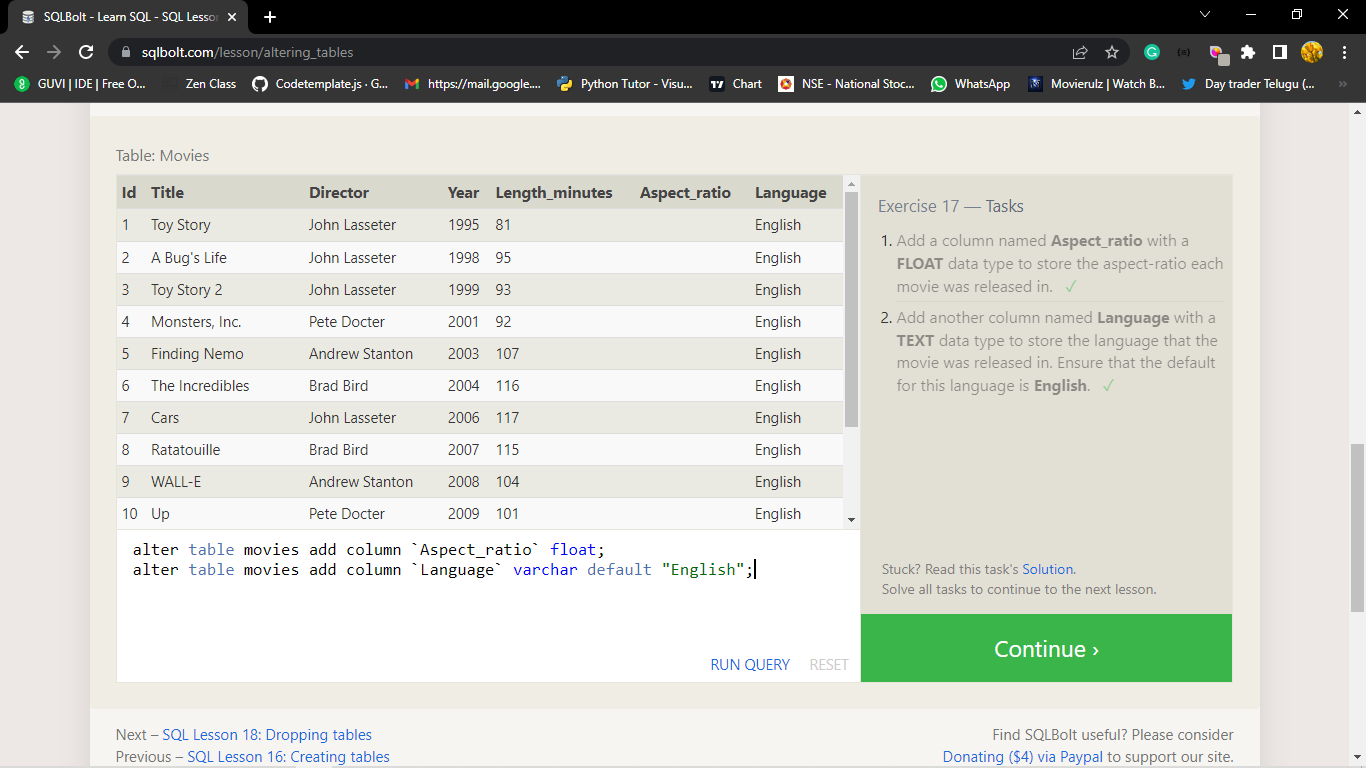 SQLBolt - Learn SQL - SQL Lesson
sqlbolt.com/lesson/altering_tables
GUVI | IDE | Free O... Zen Class Codetemplate.js · G... https://mail.google.... Python Tutor - Visu... Chart NSE - National Stoc... WhatsApp Movierulz | Watch B... Day trader Telugu (... »
Table: Movies
Id Title Director Year Length_minutes Aspect_ratio Language
1 Toy Story John Lasseter 1995 81 English
2 A Bug's Life John Lasseter 1998 95 English
3 Toy Story 2 John Lasseter 1999 93 English
4 Monsters, Inc. Pete Docter 2001 92 English
5 Finding Nemo Andrew Stanton 2003 107 English
6 The Incredibles Brad Bird 2004 116 English
7 Cars John Lasseter 2006 117 English
8 Ratatouille Brad Bird 2007 115 English
9 WALL-E Andrew Stanton 2008 104 English
10 Up Pete Docter 2009 101 English
alter table movies add column `Aspect_ratio` float;
alter table movies add column `Language` varchar default "English";
RUN QUERY RESET
Exercise 17 — Tasks
1. Add a column named Aspect_ratio with a
FLOAT data type to store the aspect-ratio each
movie was released in. ✓
2. Add another column named Language with a
TEXT data type to store the language that the
movie was released in. Ensure that the default
for this language is English. ✓
Stuck? Read this task's Solution.
Solve all tasks to continue to the next lesson.
Continue ›
Next – SQL Lesson 18: Dropping tables
Previous – SQL Lesson 16: Creating tables
Find SQLBolt useful? Please consider
Donating ($4) via Paypal to support our site.